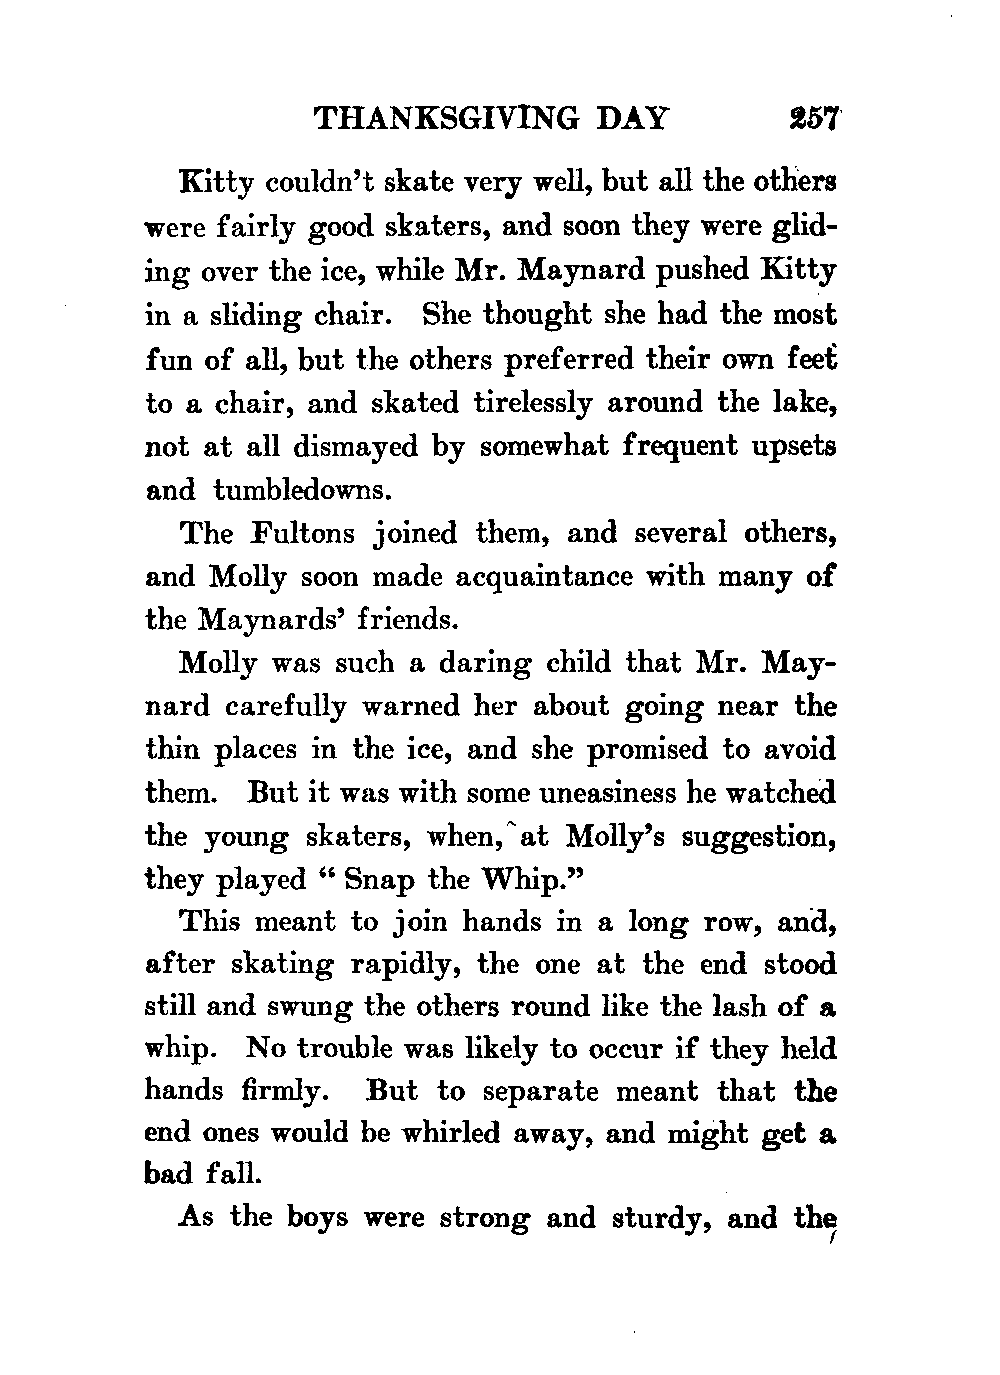 THANKSGIVING DAY 257
Kitty couldn't skate very well, but all the others
were fairly good skaters, and soon they were glid-
ing over the ice, while Mr. Maynard pushed Kitty
in a sliding chair. She thought she had the most
fun of all, but the others preferred their own feet
to a chair, and skated tirelessly around the lake,
not at all dismayed by somewhat frequent upsets
and tumbledowns.
The Fultons joined them, and several others,
and Molly soon made acquaintance with many of
the Maynards' friends.
Molly was such a daring child that Mr. May-
nard carefully warned her about going near the
thin places in the ice, and she promised to avoid
them. But it was with some uneasiness he watched
the young skaters, when, at Molly's suggestion,
they played “ Snap the Whip.”
This meant to join hands in a long row, and,
after skating rapidly, the one at the end stood
still and swung the others round like the lash of a
whip. No trouble was likely to occur if they held
hands firmly. But to separate meant that the
end ones would be whirled away, and might get a
bad fall.
As the boys were strong and sturdy, and the